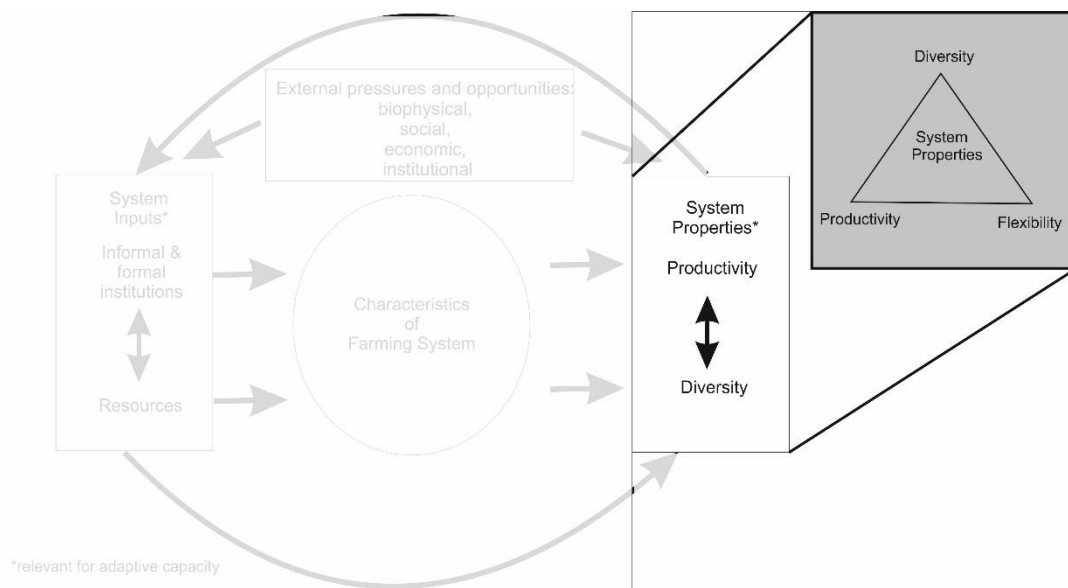 External pressures and opportunities:
biophysical,
social,
economic,
institutional
System
Inputs*
Informal &
formal
institutions
Resources
Characteristics
of
Farming System
System
Properties*
Productivity
Diversity
Diversity
System
Properties
Productivity
Flexibility
*relevant for adaptive capacity